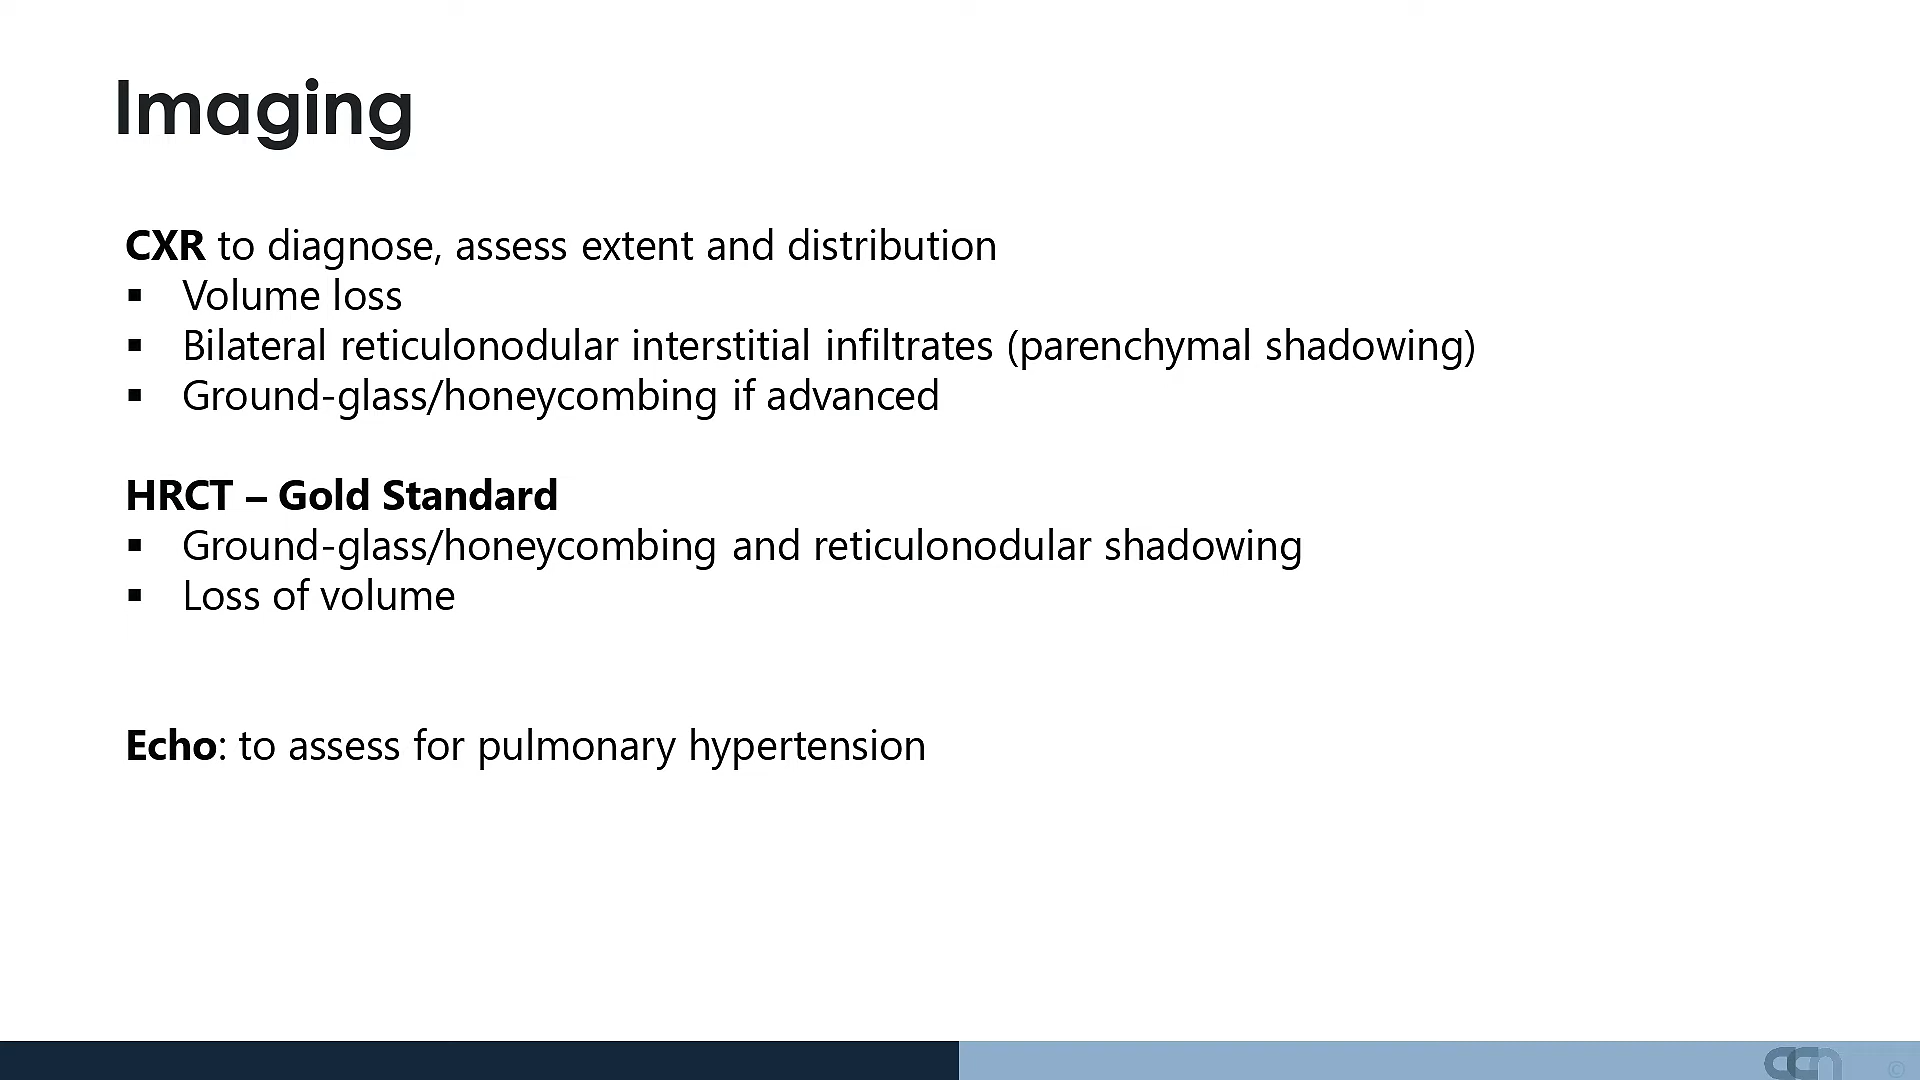 Imaging
CXR to diagnose, assess extent and distribution
▪ Volume loss
▪ Bilateral reticulonodular interstitial infiltrates (parenchymal shadowing)
▪ Ground-glass/honeycombing if advanced
HRCT – Gold Standard
▪ Ground-glass/honeycombing and reticulonodular shadowing
▪ Loss of volume
Echo: to assess for pulmonary hypertension
©